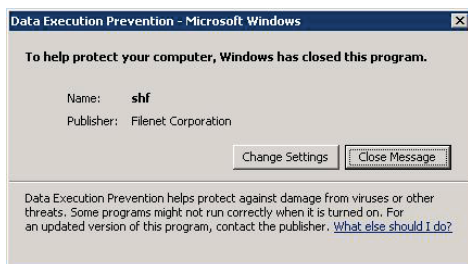 Data Execution Prevention - Microsoft Windows
To help protect your computer, Windows has closed this program.
Name: shf
Publisher: Filenet Corporation
Change Settings Close Message
Data Execution Prevention helps protect against damage from viruses or other
threats. Some programs might not run correctly when it is turned on. For
an updated version of this program, contact the publisher. What else should I do?